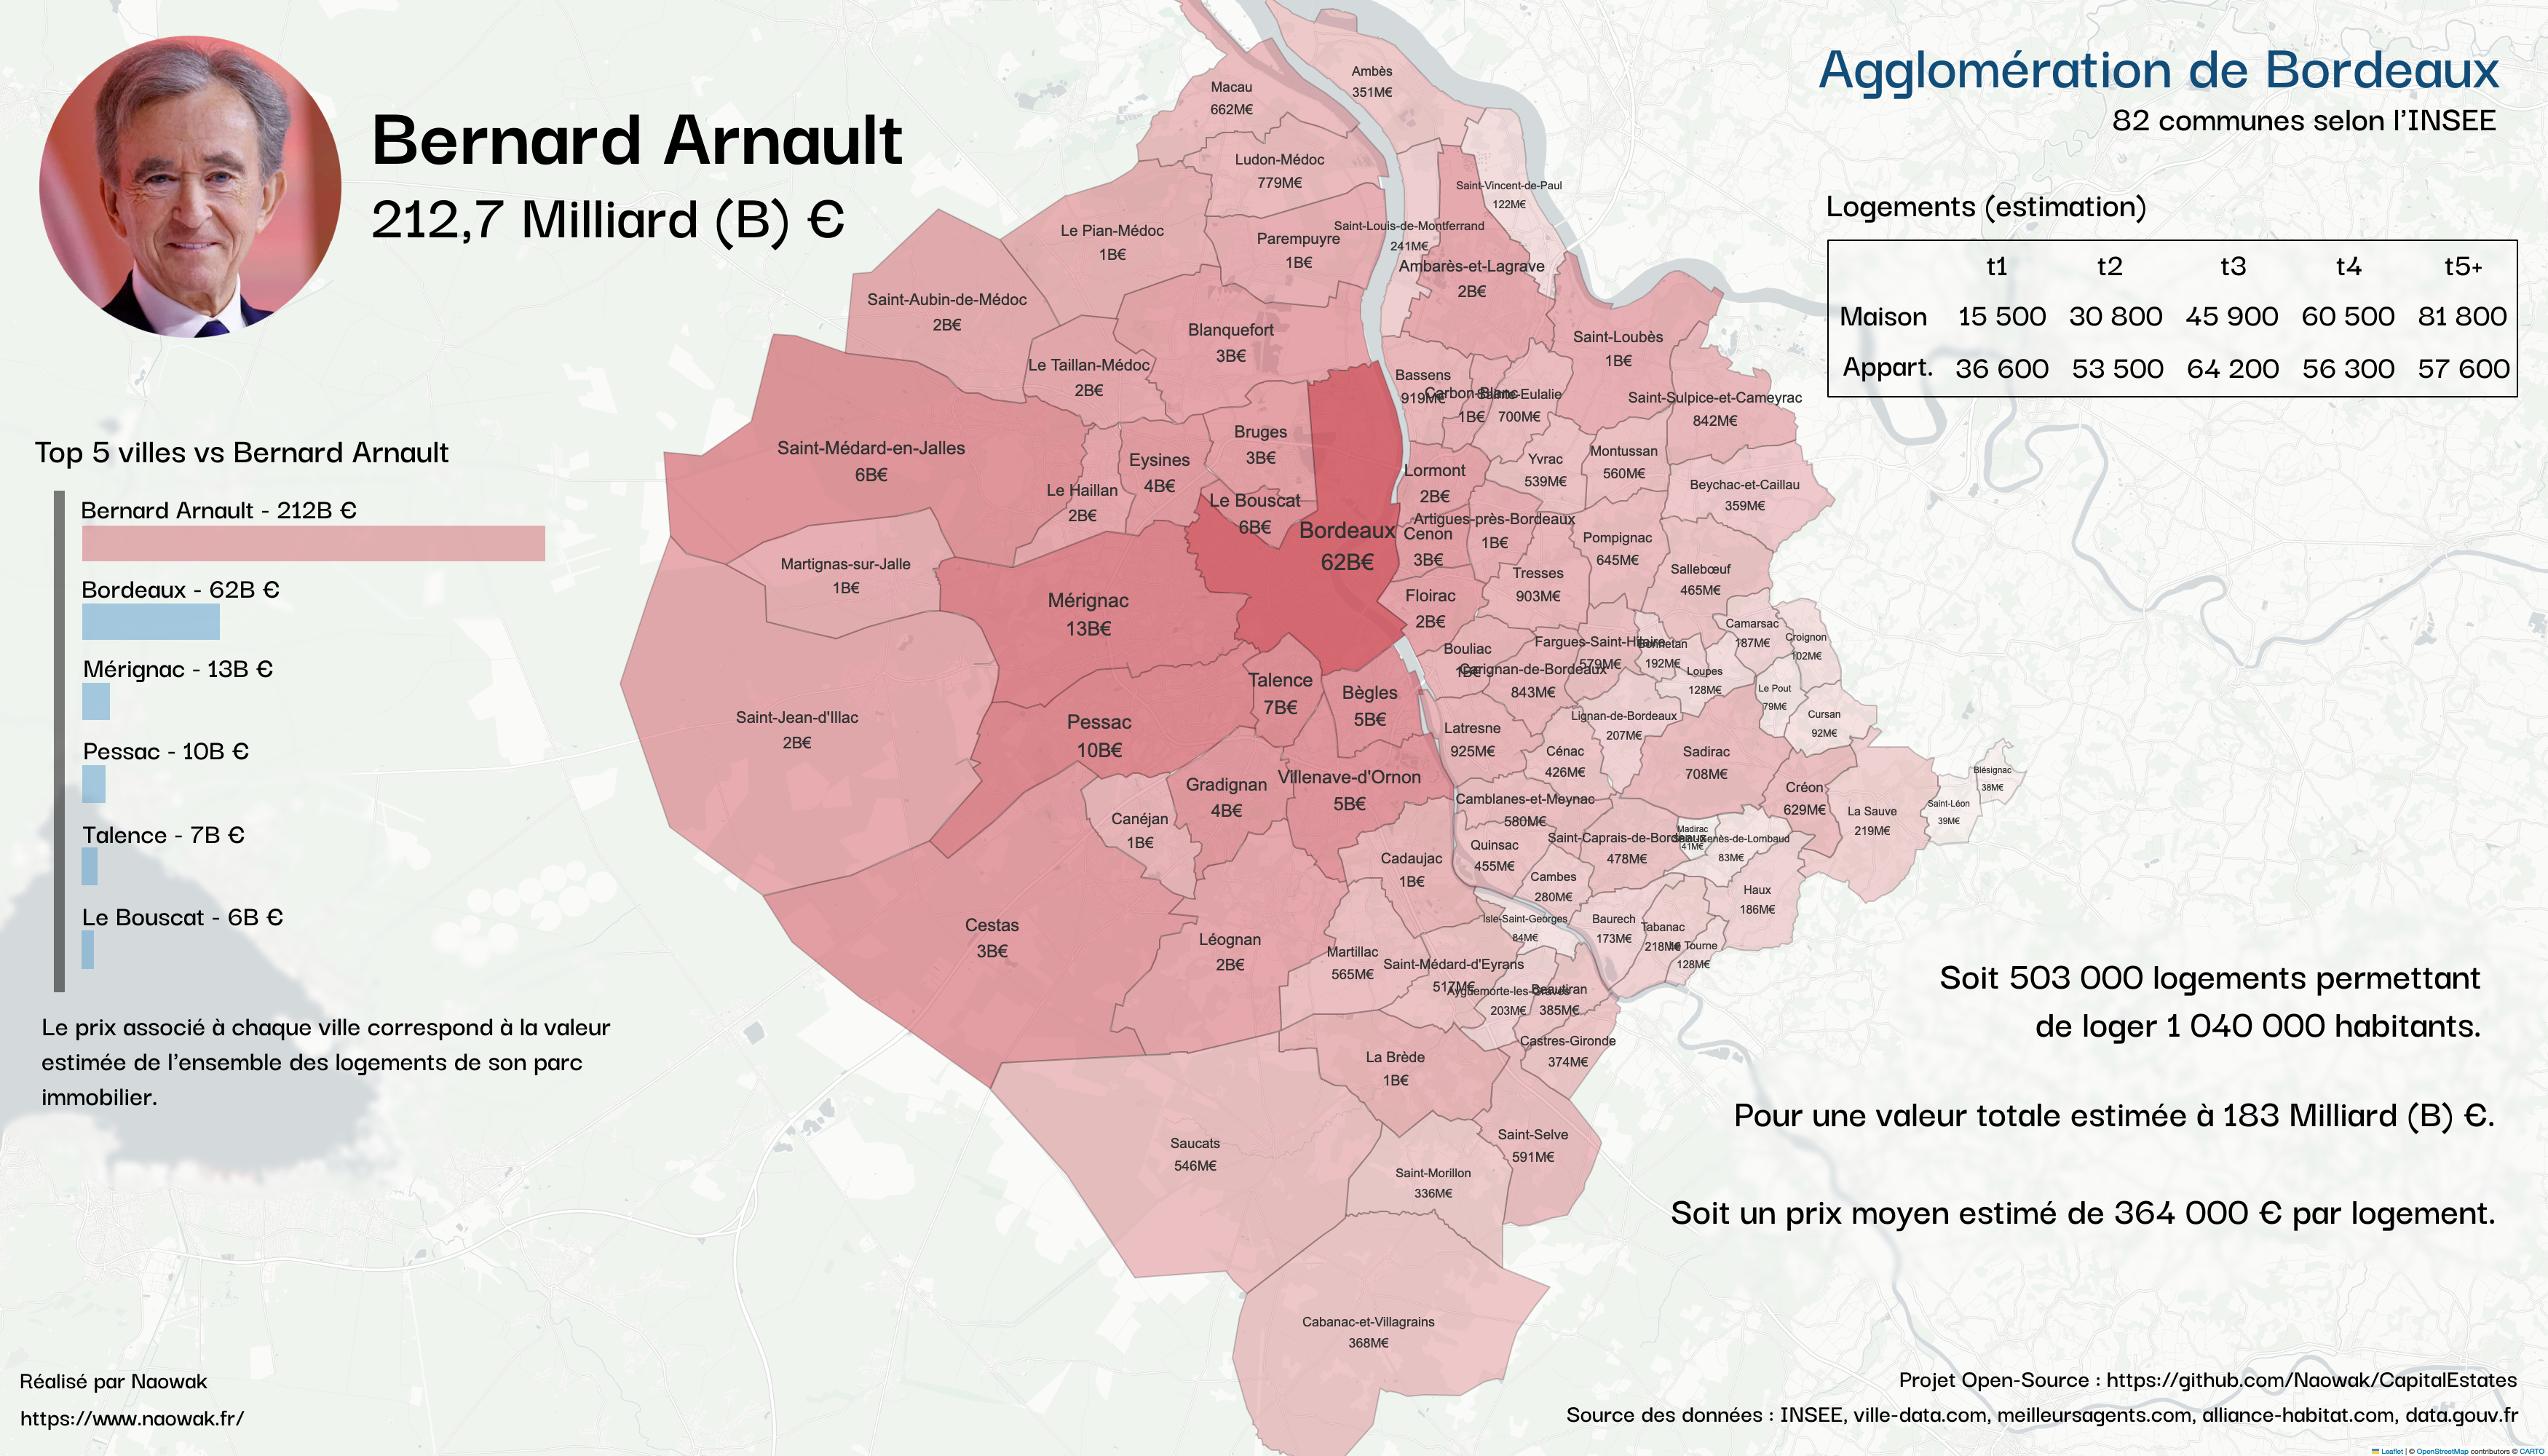 Bernard Arnault
212,7 Milliard (B) €
Agglomération de Bordeaux
82 communes selon l'INSEE
Logements (estimation)
t1 t2 t3 t4 t5+
Maison 15 500 30 800 45 900 60 500 81 800
Appart. 36 600 53 500 64 200 56 300 57 600
Top 5 villes vs Bernard Arnault
Bernard Arnault - 212B €
Bordeaux - 62B €
Mérignac - 13B €
Pessac - 10B €
Talence - 7B €
Le Bouscat - 6B €
Le prix associé à chaque ville correspond à la valeur
estimée de l'ensemble des logements de son parc
immobilier.
Macau
662M€
Ambès
351M€
Ludon-Médoc
779M€
Saint-Vincent-de-Paul
122M€
Le Pian-Médoc
1B€
Parempuyre
1B€
Saint-Louis-de-Montferrand
241M€
Ambarès-et-Lagrave
2B€
Saint-Aubin-de-Médoc
2B€
Blanquefort
3B€
Saint-Loubès
1B€
Le Taillan-Médoc
2B€
Bassens
919M€
Carbon-Blanc
1B€
Sainte-Eulalie
700M€
Saint-Sulpice-et-Cameyrac
842M€
Saint-Médard-en-Jalles
6B€
Bruges
3B€
Eysines
4B€
Le Haillan
2B€
Le Bouscat
6B€
Bordeaux
62B€
Lormont
2B€
Yvrac
539M€
Montussan
560M€
Beychac-et-Caillau
359M€
Artigues-près-Bordeaux
1B€
Cenon
3B€
Pompignac
645M€
Martignas-sur-Jalle
1B€
Mérignac
13B€
Floirac
2B€
Tresses
903M€
Sallebœuf
465M€
Camarsac
187M€
Croignon
102M€
Bouliac
1B€
Fargues-Saint-Hilaire
579M€
Bonnetan
192M€
Carignan-de-Bordeaux
843M€
Loupes
128M€
Le Pout
79M€
Cursan
92M€
Talence
7B€
Bègles
5B€
Saint-Jean-d'Illac
2B€
Pessac
10B€
Latresne
925M€
Lignan-de-Bordeaux
207M€
Cénac
426M€
Sadirac
708M€
Gradignan
4B€
Villenave-d'Ornon
5B€
Camblanes-et-Meynac
580M€
Créon
629M€
La Sauve
219M€
Blésignac
38M€
Saint-Léon
39M€
Canéjan
1B€
Quinsac
455M€
Saint-Caprais-de-Bordeaux
478M€
Madirac
41M€
83M€
Cadaujac
1B€
Cambes
280M€
Haux
186M€
Cestas
3B€
Léognan
2B€
Isle-Saint-Georges
84M€
Baurech
173M€
Tabanac
218M€
Tourne
128M€
Martillac
565M€
Saint-Médard-d'Eyrans
517M€
Ayguemorte-les-Graves
203M€
Beautiran
385M€
Castres-Gironde
374M€
La Brède
1B€
Saucats
546M€
Saint-Selve
591M€
Saint-Morillon
336M€
Cabanac-et-Villagrains
368M€
Soit 503 000 logements permettant
de loger 1 040 000 habitants.
Pour une valeur totale estimée à 183 Milliard (B) €.
Soit un prix moyen estimé de 364 000 € par logement.
Réalisé par Naowak
https://www.naowak.fr/
Projet Open-Source : https://github.com/Naowak/CapitalEstates
Source des données : INSEE, ville-data.com, meilleursagents.com, alliance-habitat.com, data.gouv.fr
Leaflet | © OpenStreetMap contributors © CARTO